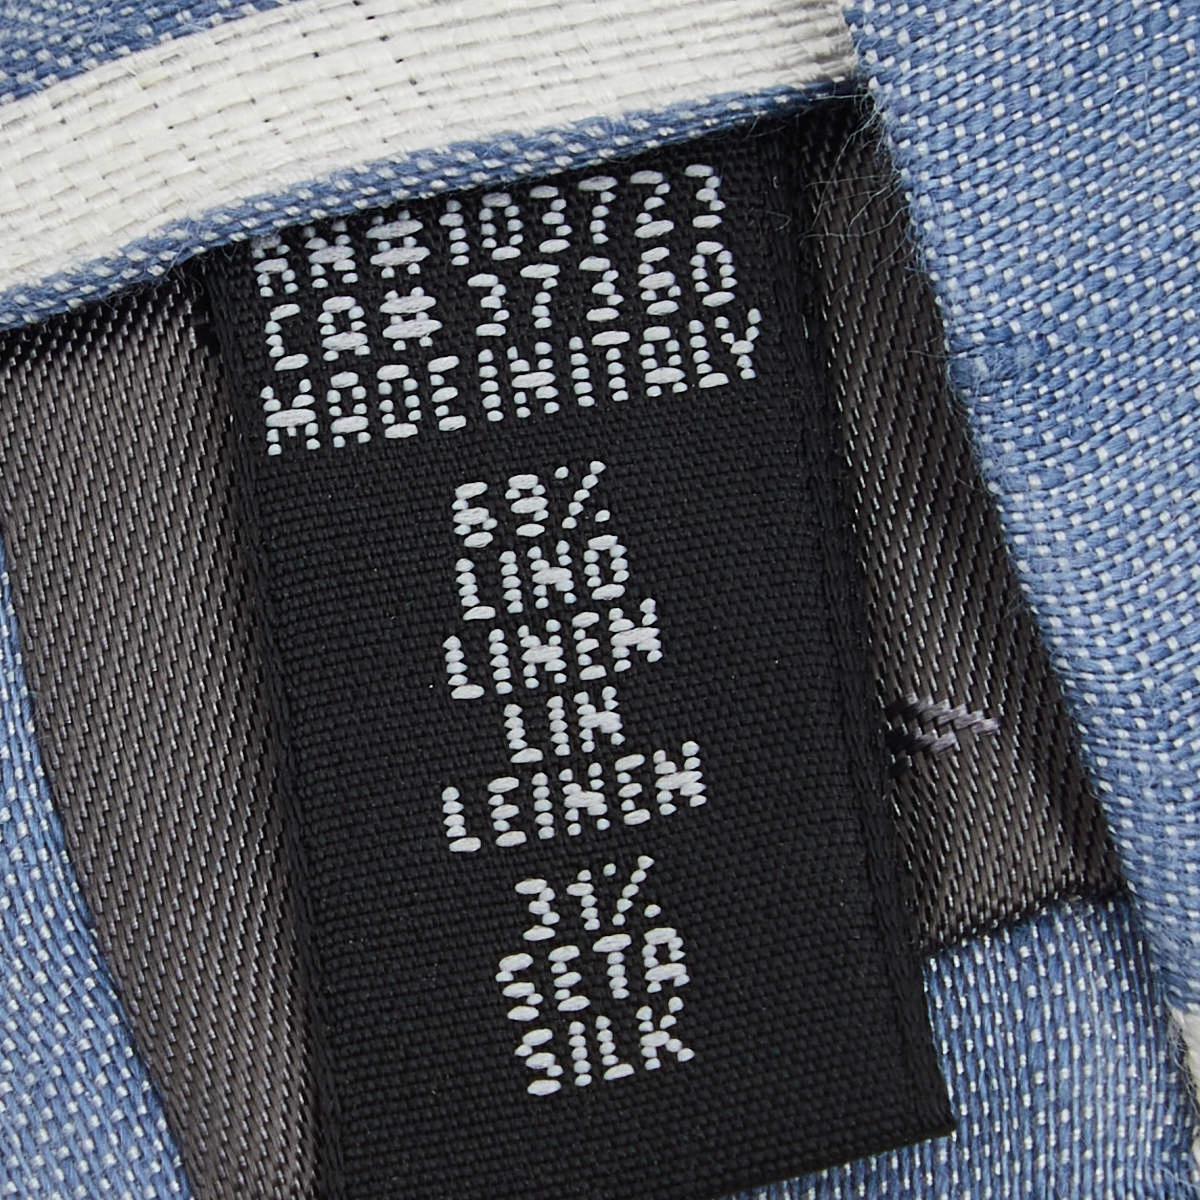 RN#103723
CA# 37360
MADE IN ITALY
69%
LINO
LINEN
LIN
LEINEN
31%
SETA
SILK